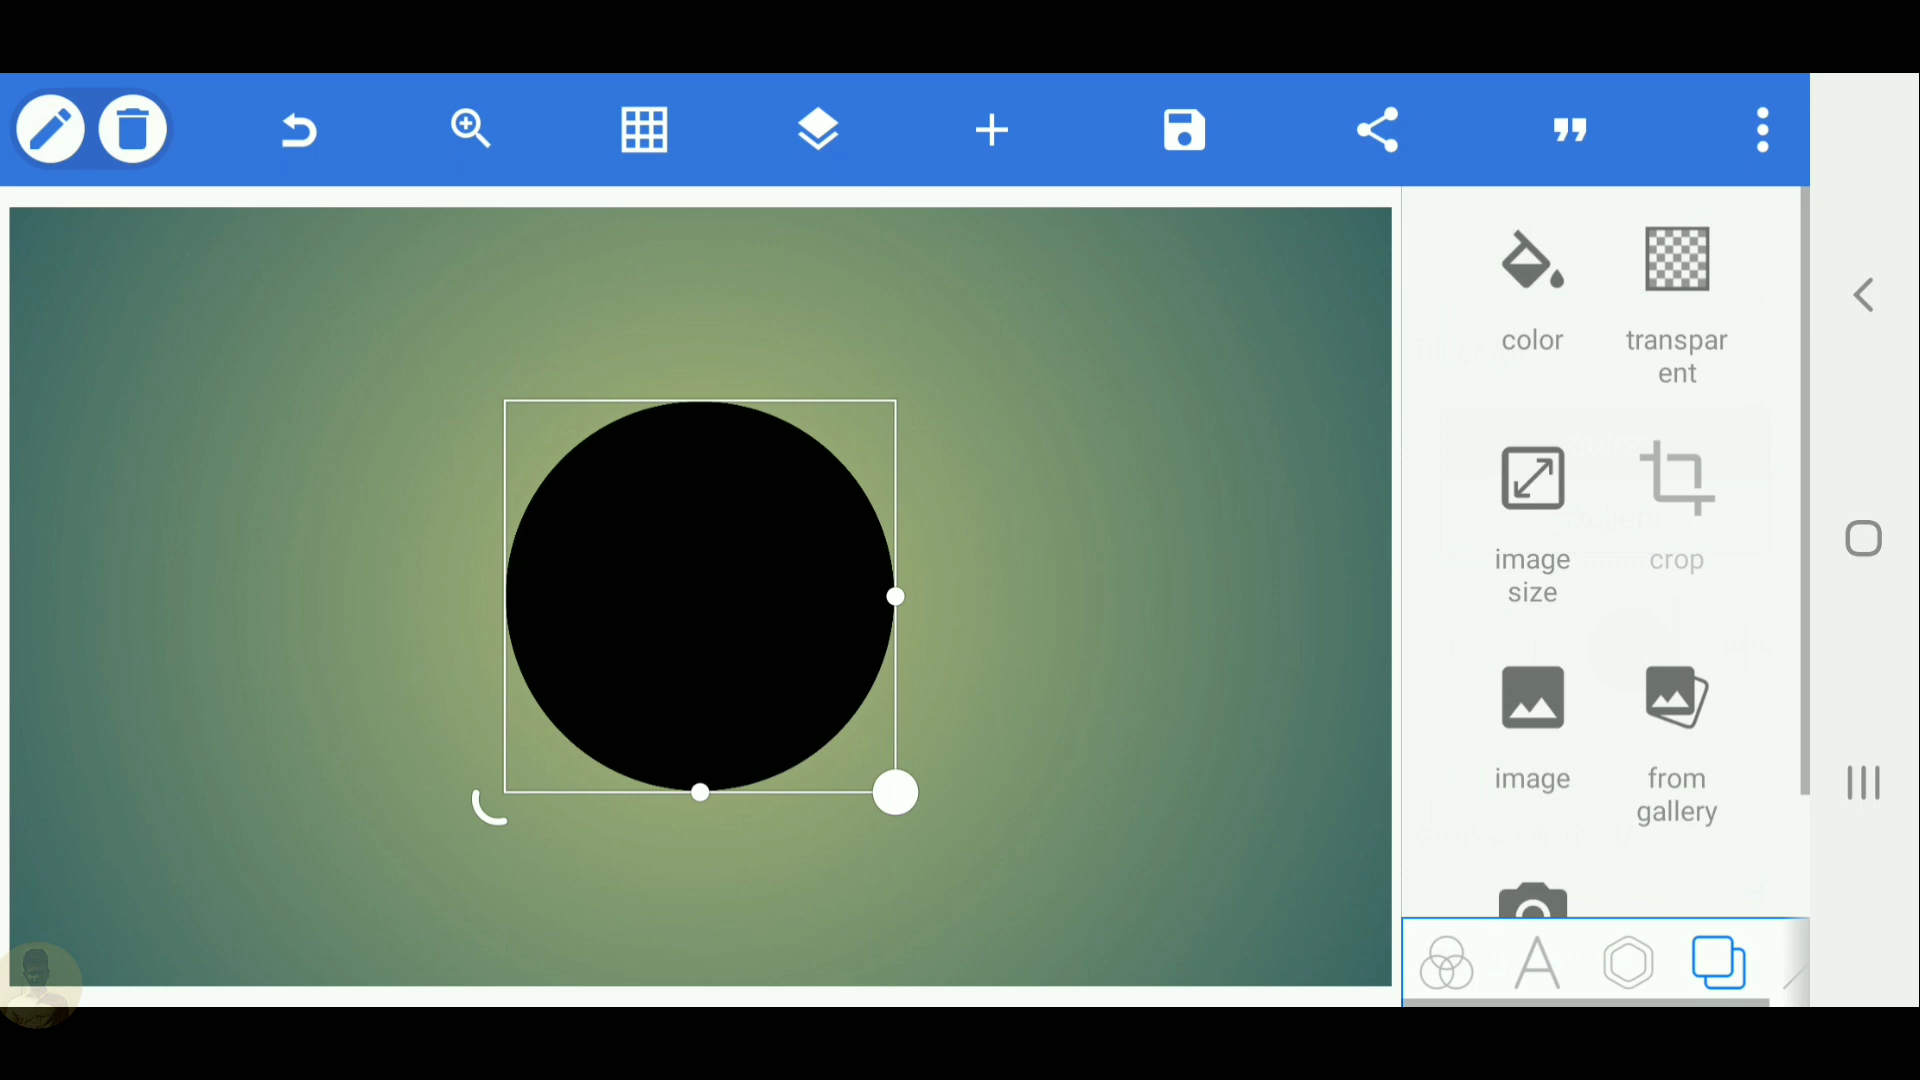 color
transpar
ent
image
size
crop
image
from
gallery